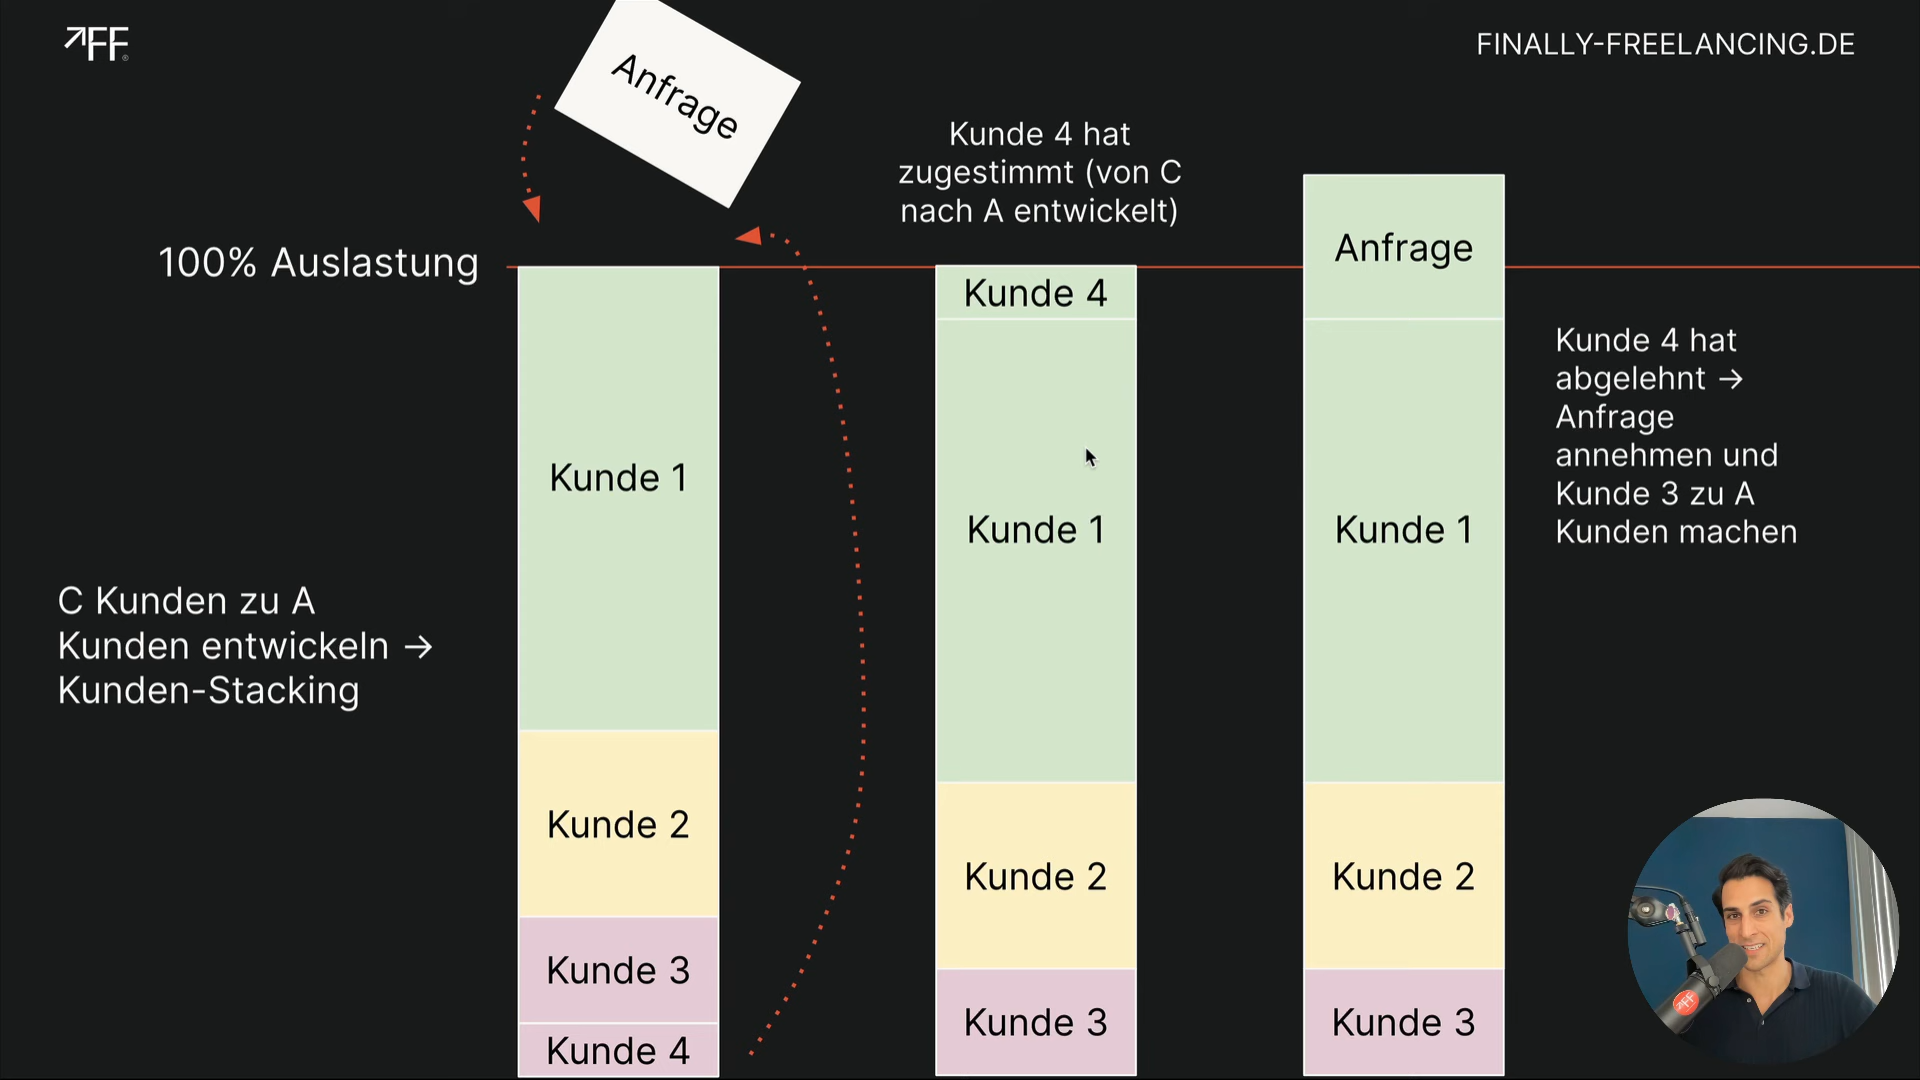 FF
FINALLY-FREELANCING.DE
Anfrage
Kunde 4 hat
zugestimmt (von C
nach A entwickelt)
100% Auslastung
C Kunden zu A
Kunden entwickeln →
Kunden-Stacking
Kunde 1
Kunde 2
Kunde 3
Kunde 4
Kunde 4
Kunde 1
Kunde 2
Kunde 3
Anfrage
Kunde 1
Kunde 2
Kunde 3
Kunde 4 hat
abgelehnt →
Anfrage
annehmen und
Kunde 3 zu A
Kunden machen
FF